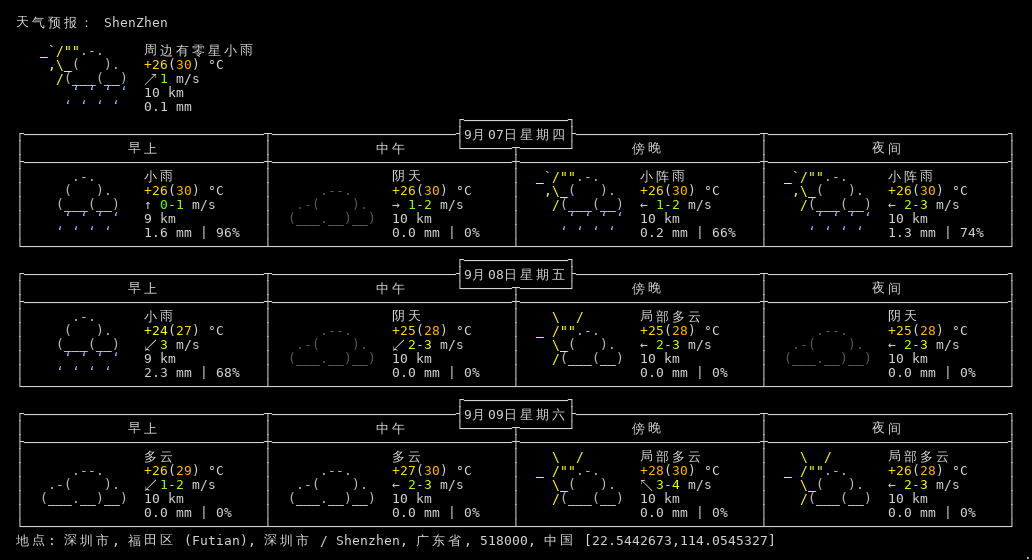 天气预报： ShenZhen
周边有零星小雨
+26(30) °C
↗1 m/s
10 km
0.1 mm
9月07日星期四
早上 中午 傍晚 夜间
小雨 阴天 小阵雨 小阵雨
+26(30) °C +26(30) °C +26(30) °C +26(30) °C
↑ 0-1 m/s → 1-2 m/s ← 1-2 m/s ← 2-3 m/s
9 km 10 km 10 km 10 km
1.6 mm | 96% 0.0 mm | 0% 0.2 mm | 66% 1.3 mm | 74%
9月08日星期五
早上 中午 傍晚 夜间
小雨 阴天 局部多云 阴天
+24(27) °C +25(28) °C +25(28) °C +25(28) °C
↙3 m/s ↙2-3 m/s ← 2-3 m/s ← 2-3 m/s
9 km 10 km 10 km 10 km
2.3 mm | 68% 0.0 mm | 0% 0.0 mm | 0% 0.0 mm | 0%
9月09日星期六
早上 中午 傍晚 夜间
多云 多云 局部多云 局部多云
+26(29) °C +27(30) °C +28(30) °C +26(28) °C
↙1-2 m/s ← 2-3 m/s ↖3-4 m/s ← 2-3 m/s
10 km 10 km 10 km 10 km
0.0 mm | 0% 0.0 mm | 0% 0.0 mm | 0% 0.0 mm | 0%
地点: 深圳市, 福田区 (Futian), 深圳市 / Shenzhen, 广东省, 518000, 中国 [22.5442673,114.0545327]